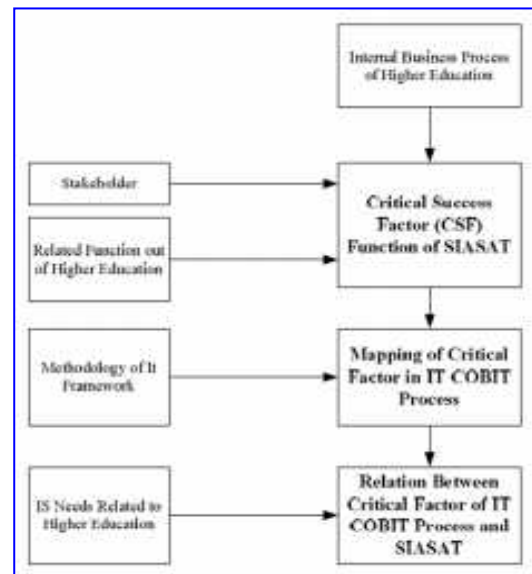 Internal Business Process
of Higher Education
Stakeholder
Critical Success
Factor (CSF)
Function of SIASAT
Related Function out
of Higher Education
Methodology of It
Framework
Mapping of Critical
Factor in IT COBIT
Process
IS Needs Related to
Higher Education
Relation Between
Critical Factor of IT
COBIT Process and
SIASAT